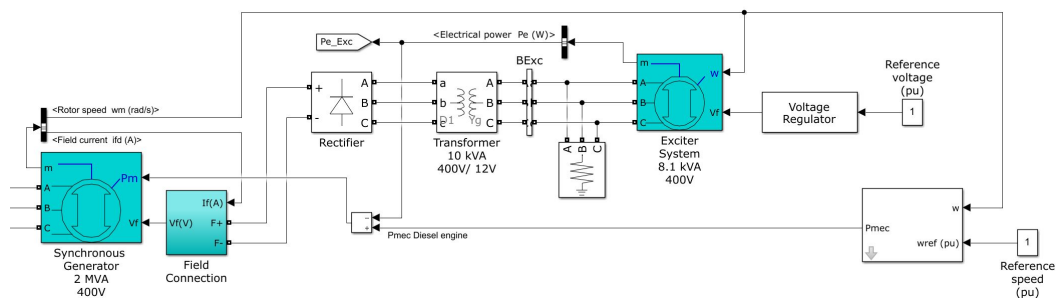 Pe_Exc
<Electrical power Pe (W)>
m
A
B
C
w
Vf
Exciter
System
8.1 kVA
400V
BExc
A
B
C
a
b
c
D1
Yg
A
B
C
Transformer
10 kVA
400V/ 12V
+
-
A
B
C
Rectifier
A
B
C
Voltage
Regulator
Reference
voltage
(pu)
1
<Rotor speed wm (rad/s)>
<Field current ifd (A)>
m
A
B
C
Pm
Vf
Synchronous
Generator
2 MVA
400V
If(A)
Vf(V)
F+
F-
Field
Connection
−
+
Pmec Diesel engine
Pmec
w
wref (pu)
1
Reference
speed
(pu)